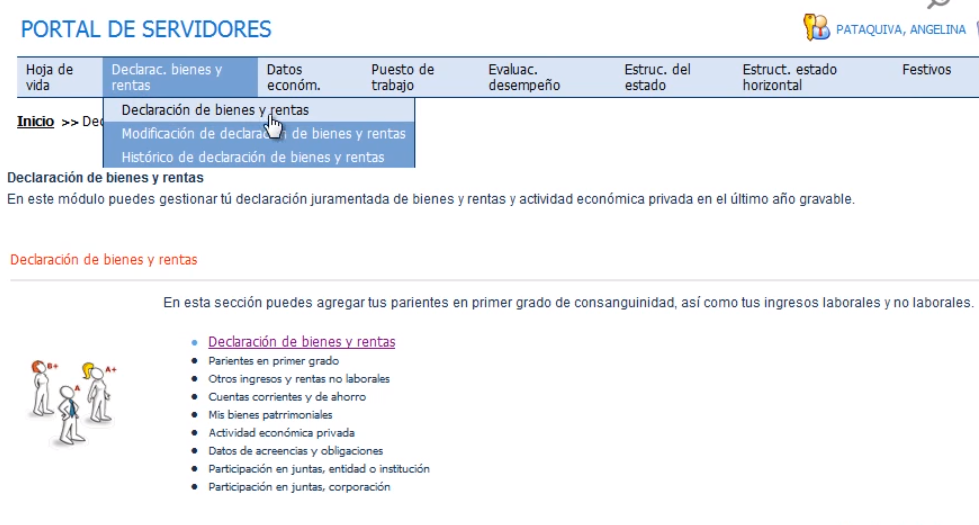 PORTAL DE SERVIDORES
PATAQUIVA, ANGELINA
Hoja de vida
Declarac. bienes y rentas
Datos económ.
Puesto de trabajo
Evaluac. desempeño
Estruc. del estado
Estruct. estado horizontal
Festivos
Declaración de bienes y rentas
Modificación de declaración de bienes y rentas
Histórico de declaración de bienes y rentas
Inicio >> Dec
Declaración de bienes y rentas
En este módulo puedes gestionar tú declaración juramentada de bienes y rentas y actividad económica privada en el último año gravable.
Declaración de bienes y rentas
En esta sección puedes agregar tus parientes en primer grado de consanguinidad, así como tus ingresos laborales y no laborales.
B+
A+
A
Declaración de bienes y rentas
Parientes en primer grado
Otros ingresos y rentas no laborales
Cuentas corrientes y de ahorro
Mis bienes patrrimoniales
Actividad económica privada
Datos de acreencias y obligaciones
Participación en juntas, entidad o institución
Participación en juntas, corporación